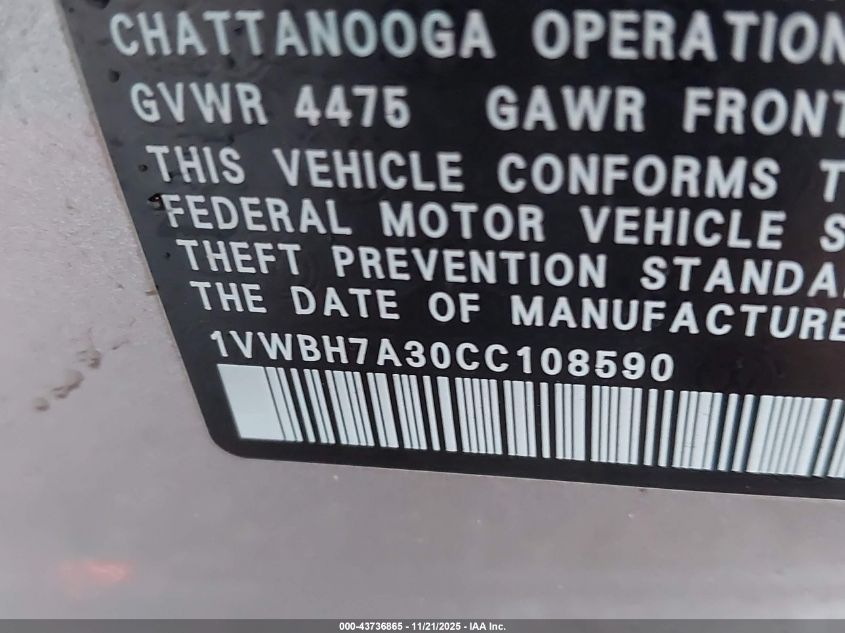 CHATTANOOGA OPERATION
GVWR 4475 GAWR FRONT
THIS VEHICLE CONFORMS T
FEDERAL MOTOR VEHICLE S
THEFT PREVENTION STANDA
THE DATE OF MANUFACTURE
1VWBH7A30CC108590
000-43736865 - 11/21/2025 - IAA Inc.